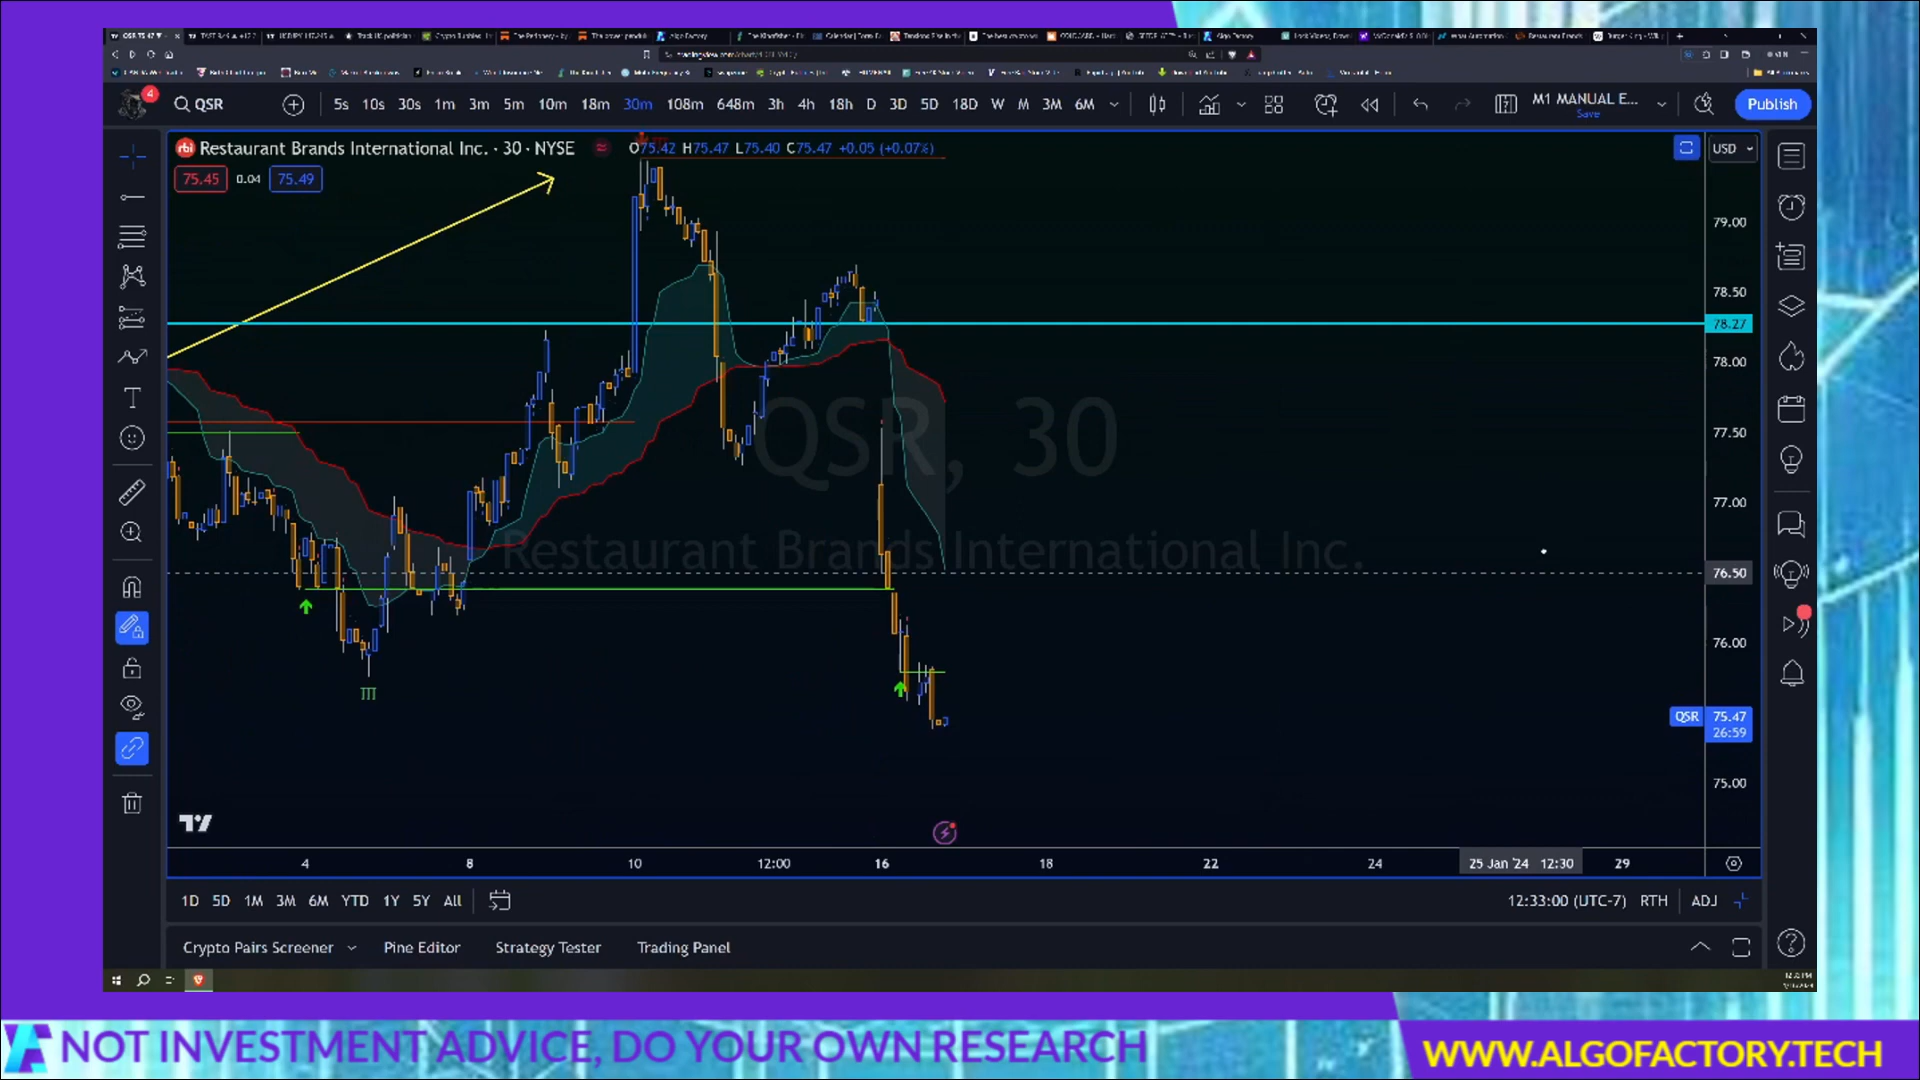 QSR 75.47
4
QSR
5s 10s 30s 1m 3m 5m 10m 18m 30m 108m 648m 3h 4h 18h D 3D 5D 18D W M 3M 6M
M1 MANUAL E...
Save
Publish
Restaurant Brands International Inc. · 30 · NYSE
O75.42 H75.47 L75.40 C75.47 +0.05 (+0.07%)
USD
75.45 0.04 75.49
79.00
78.50
78.27
78.00
77.50
QSR, 30
77.00
Restaurant Brands International Inc.
76.50
76.00
QSR 75.47
26:59
75.00
4 8 10 12:00 16 18 22 24 25 Jan '24 12:30 29
1D 5D 1M 3M 6M YTD 1Y 5Y All
12:33:00 (UTC-7) RTH ADJ
Crypto Pairs Screener Pine Editor Strategy Tester Trading Panel
NOT INVESTMENT ADVICE, DO YOUR OWN RESEARCH
WWW.ALGOFACTORY.TECH